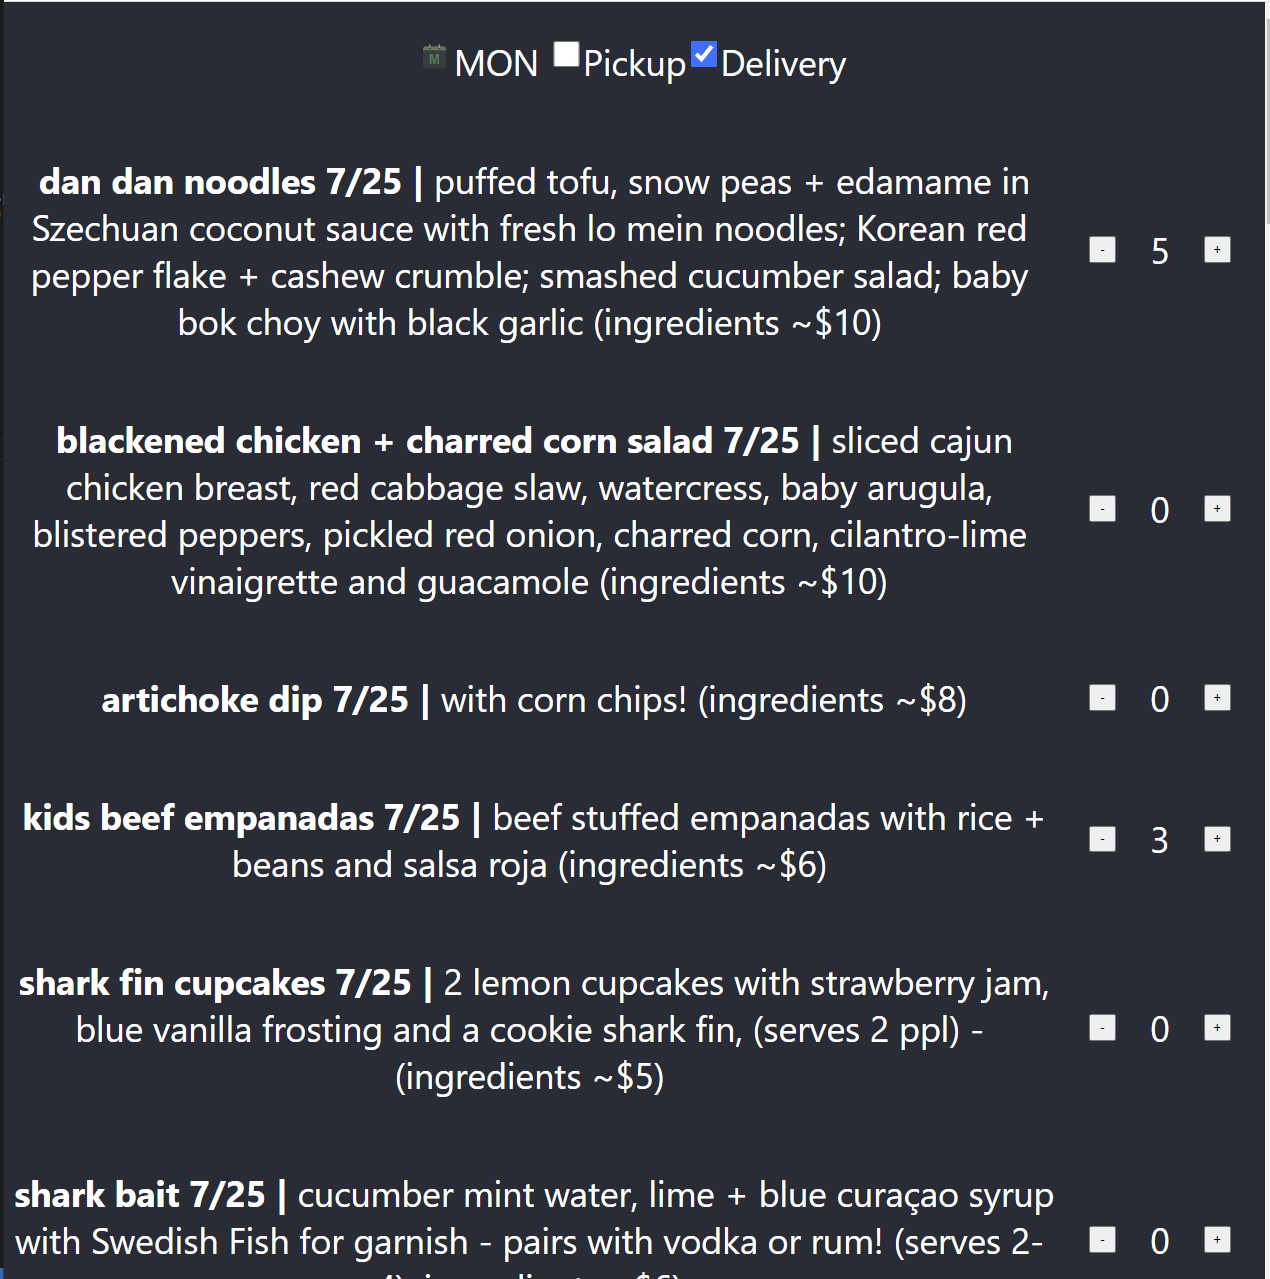 M MON Pickup Delivery
dan dan noodles 7/25 | puffed tofu, snow peas + edamame in
Szechuan coconut sauce with fresh lo mein noodles; Korean red
pepper flake + cashew crumble; smashed cucumber salad; baby
bok choy with black garlic (ingredients ~$10)
- 5 +
blackened chicken + charred corn salad 7/25 | sliced cajun
chicken breast, red cabbage slaw, watercress, baby arugula,
blistered peppers, pickled red onion, charred corn, cilantro-lime
vinaigrette and guacamole (ingredients ~$10)
- 0 +
artichoke dip 7/25 | with corn chips! (ingredients ~$8)
- 0 +
kids beef empanadas 7/25 | beef stuffed empanadas with rice +
beans and salsa roja (ingredients ~$6)
- 3 +
shark fin cupcakes 7/25 | 2 lemon cupcakes with strawberry jam,
blue vanilla frosting and a cookie shark fin, (serves 2 ppl) -
(ingredients ~$5)
- 0 +
shark bait 7/25 | cucumber mint water, lime + blue curaçao syrup
with Swedish Fish for garnish - pairs with vodka or rum! (serves 2-
- 0 +